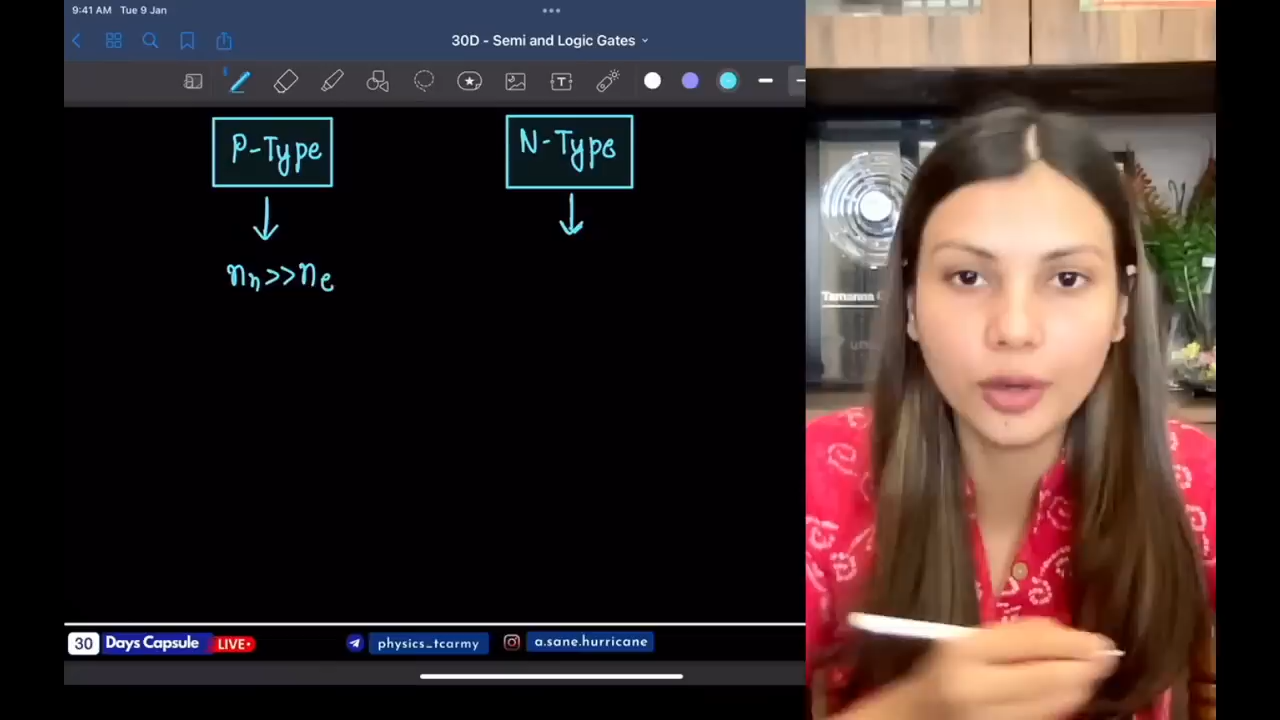 9:41 AM Tue 9 Jan
30D - Semi and Logic Gates
T
P-Type
N-Type
nh>>ne
Tamanna
30 Days Capsule LIVE
physics_tcarmy
a.sane.hurricane